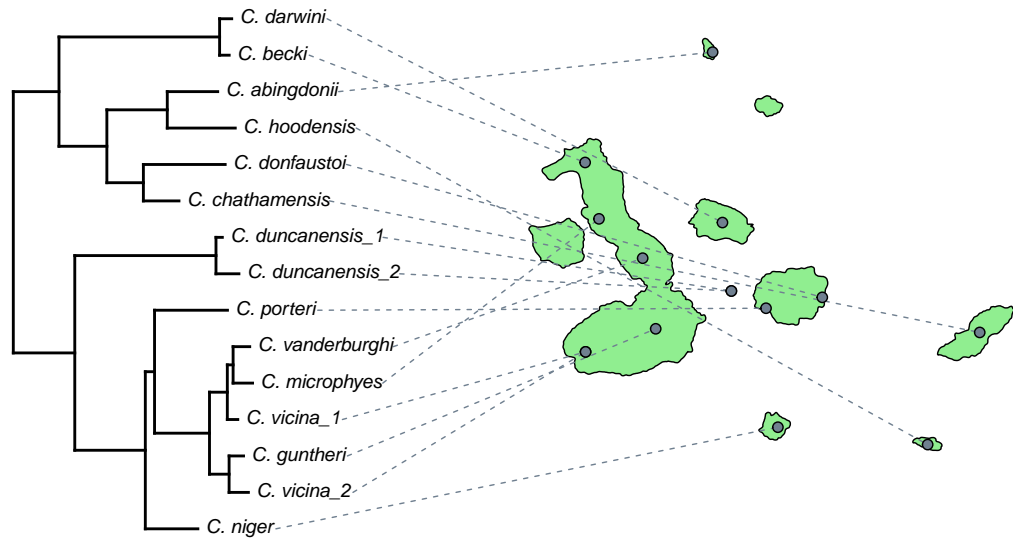 C. darwini
C. becki
C. abingdonii
C. hoodensis
C. donfaustoi
C. chathamensis
C. duncanensis_1
C. duncanensis_2
C. porteri
C. vanderburghi
C. microphyes
C. vicina_1
C. guntheri
C. vicina_2
C. niger